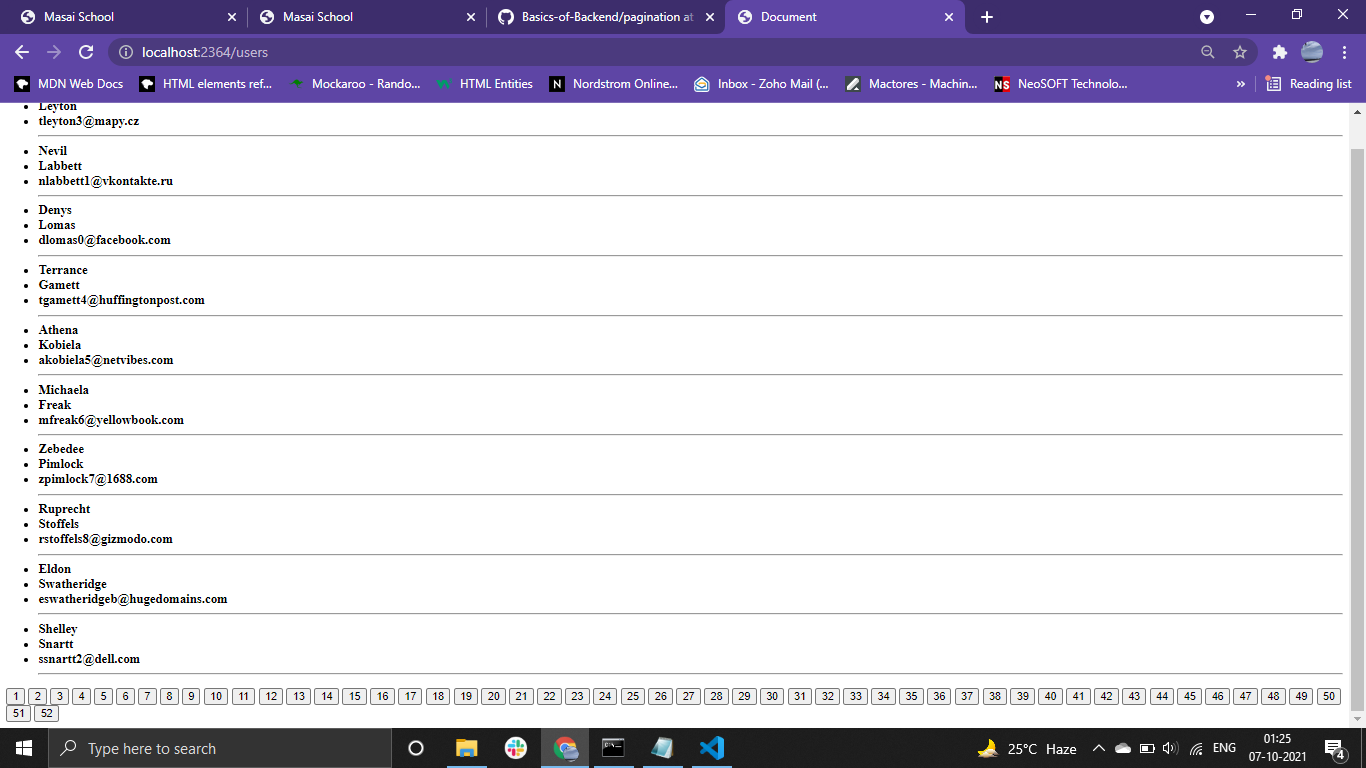 Masai School
Masai School
Basics-of-Backend/pagination at
Document
localhost:2364/users
MDN Web Docs
HTML elements ref...
Mockaroo - Rando...
HTML Entities
N
Nordstrom Online...
Inbox - Zoho Mail (...
Mactores - Machin...
NS
NeoSOFT Technolo...
»
Reading list
Leyton
tleyton3@mapy.cz
Nevil
Labbett
nlabbett1@vkontakte.ru
Denys
Lomas
dlomas0@facebook.com
Terrance
Gamett
tgamett4@huffingtonpost.com
Athena
Kobiela
akobiela5@netvibes.com
Michaela
Freak
mfreak6@yellowbook.com
Zebedee
Pimlock
zpimlock7@1688.com
Ruprecht
Stoffels
rstoffels8@gizmodo.com
Eldon
Swatheridge
eswatheridgeb@hugedomains.com
Shelley
Snartt
ssnartt2@dell.com
1 2 3 4 5 6 7 8 9 10 11 12 13 14 15 16 17 18 19 20 21 22 23 24 25 26 27 28 29 30 31 32 33 34 35 36 37 38 39 40 41 42 43 44 45 46 47 48 49 50
51 52
Type here to search
25°C Haze
ENG
01:25
07-10-2021
4